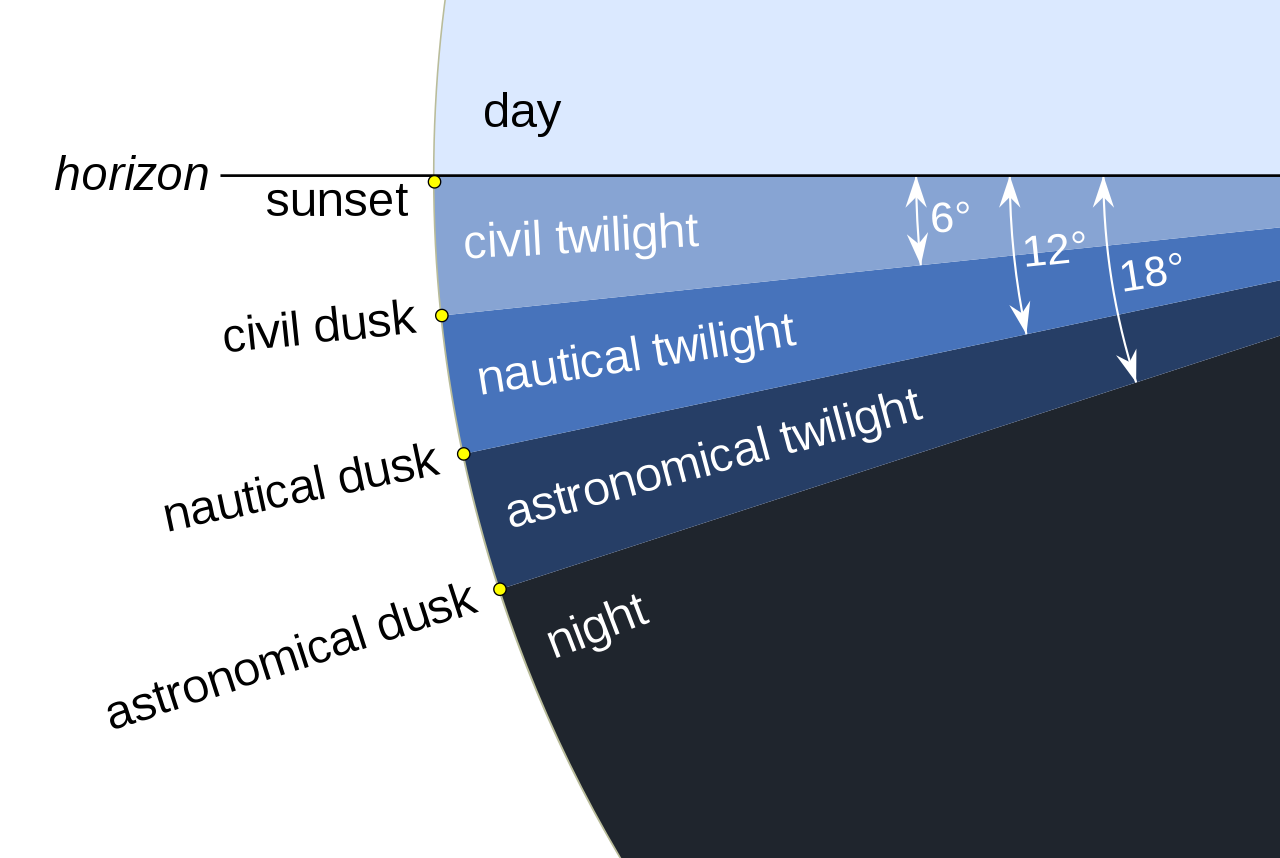 day
horizon
sunset
civil twilight
6°
12°
18°
civil dusk
nautical twilight
nautical dusk
astronomical twilight
astronomical dusk
night